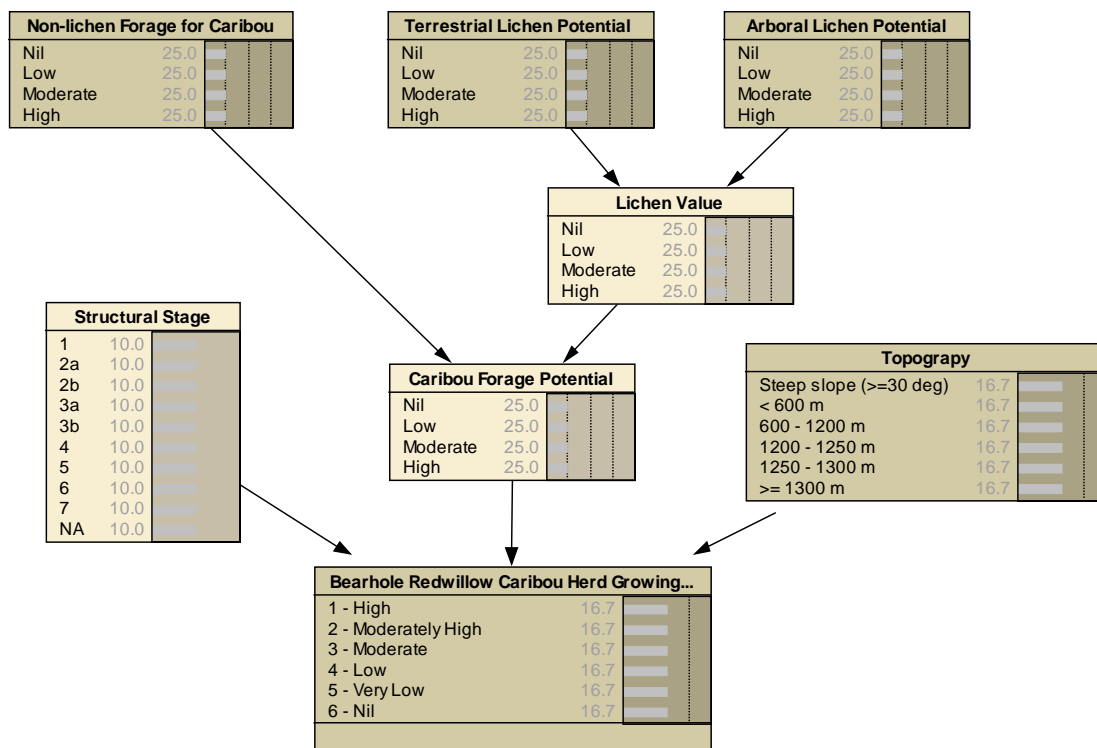 Non-lichen Forage for Caribou
Nil 25.0
Low 25.0
Moderate 25.0
High 25.0
Terrestrial Lichen Potential
Nil 25.0
Low 25.0
Moderate 25.0
High 25.0
Arboral Lichen Potential
Nil 25.0
Low 25.0
Moderate 25.0
High 25.0
Lichen Value
Nil 25.0
Low 25.0
Moderate 25.0
High 25.0
Structural Stage
1 10.0
2a 10.0
2b 10.0
3a 10.0
3b 10.0
4 10.0
5 10.0
6 10.0
7 10.0
NA 10.0
Caribou Forage Potential
Nil 25.0
Low 25.0
Moderate 25.0
High 25.0
Topograpy
Steep slope (>=30 deg) 16.7
< 600 m 16.7
600 - 1200 m 16.7
1200 - 1250 m 16.7
1250 - 1300 m 16.7
>= 1300 m 16.7
Bearhole Redwillow Caribou Herd Growing...
1 - High 16.7
2 - Moderately High 16.7
3 - Moderate 16.7
4 - Low 16.7
5 - Very Low 16.7
6 - Nil 16.7